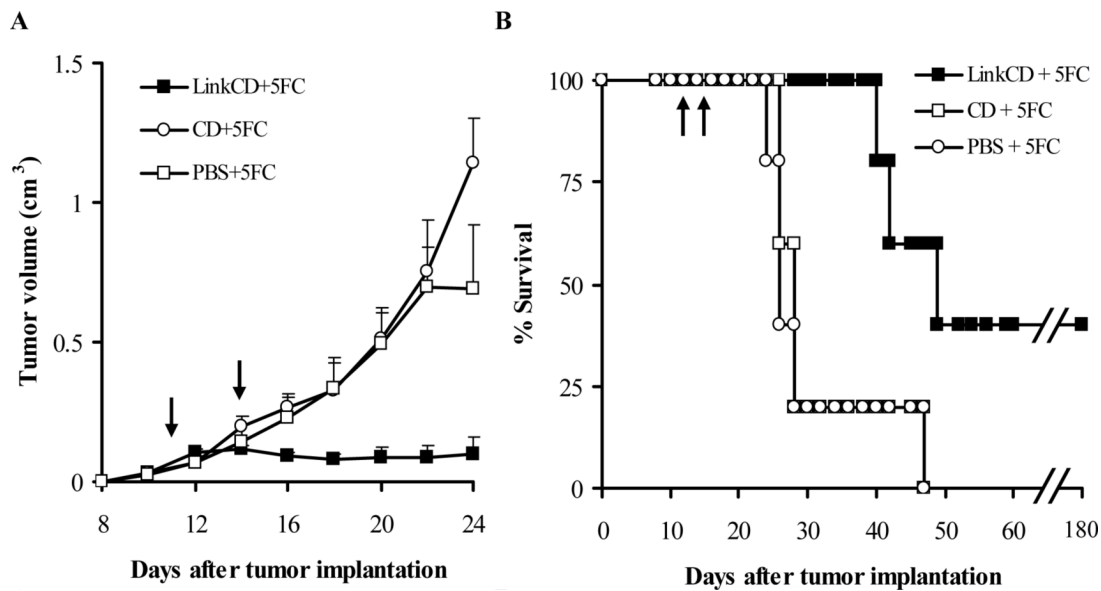 A
Tumor volume (cm3)
1.5
1
0.5
0
LinkCD+5FC
CD+5FC
PBS+5FC
8 12 16 20 24
Days after tumor implantation
B
% Survival
100
75
50
25
0
LinkCD + 5FC
CD + 5FC
PBS + 5FC
0 10 20 30 40 50 60 180
Days after tumor implantation